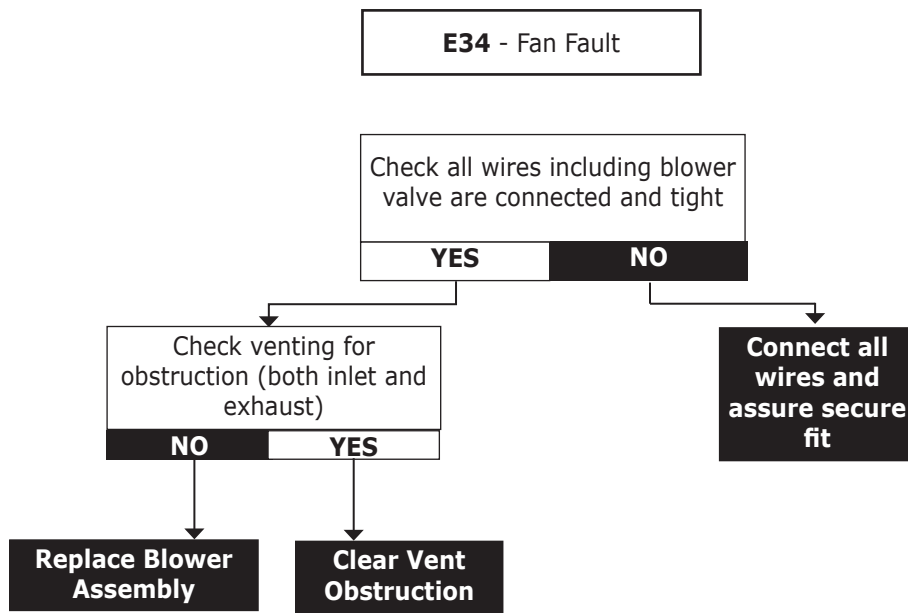 E34 - Fan Fault
Check all wires including blower
valve are connected and tight
YES
NO
Check venting for
obstruction (both inlet and
exhaust)
NO
YES
Connect all
wires and
assure secure
fit
Replace Blower
Assembly
Clear Vent
Obstruction